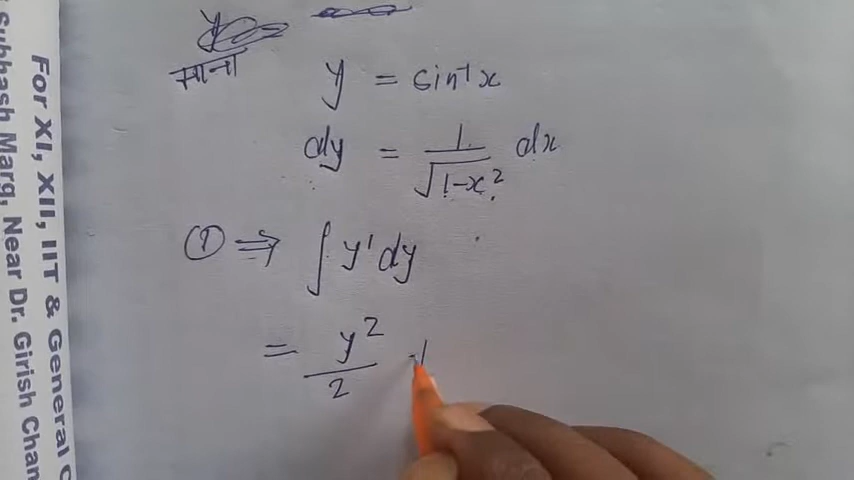 For XI, XII, IIT & General
Subhash Marg, Near Dr. Girish Chan
माना y = sin⁻¹x
dy = 1/√(1-x²) dx
① ⇒ ∫ y¹ dy
= y²/2 +